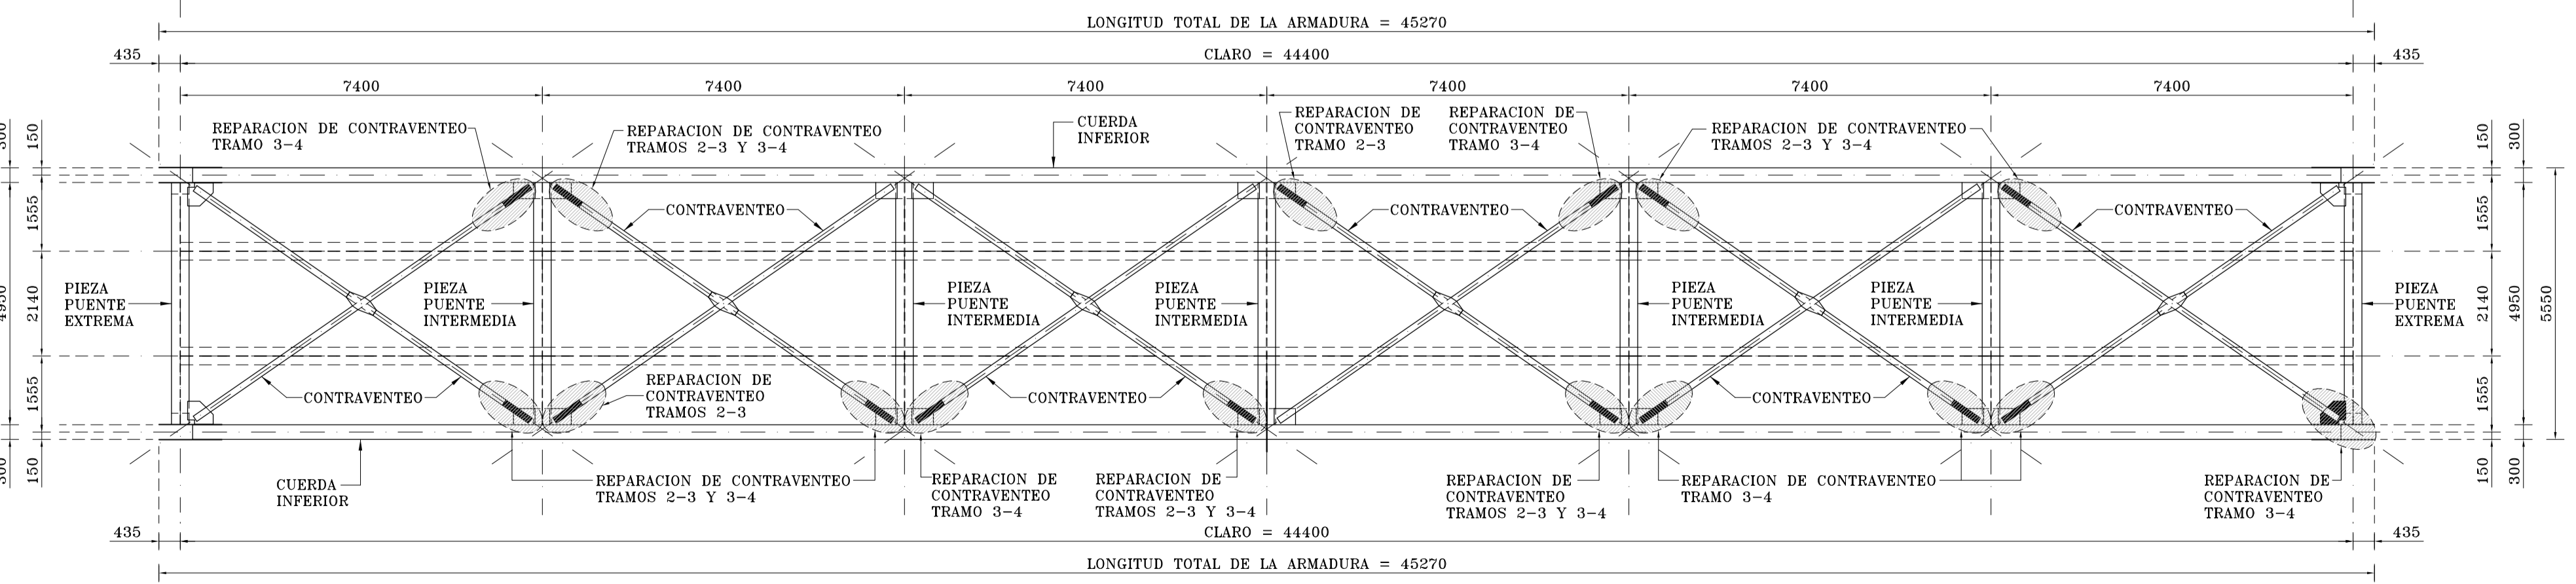 LONGITUD TOTAL DE LA ARMADURA = 45270
435
CLARO = 44400
435
7400
7400
7400
7400
7400
7400
REPARACION DE CONTRAVENTEO
TRAMO 3-4
REPARACION DE CONTRAVENTEO
TRAMOS 2-3 Y 3-4
CUERDA
INFERIOR
REPARACION DE
CONTRAVENTEO
TRAMO 2-3
REPARACION DE
CONTRAVENTEO
TRAMO 3-4
REPARACION DE CONTRAVENTEO
TRAMOS 2-3 Y 3-4
150
1555
2140
1555
150
150
1555
2140
1555
150
300
4950
300
5550
CONTRAVENTEO
CONTRAVENTEO
CONTRAVENTEO
PIEZA
PUENTE
EXTREMA
PIEZA
PUENTE
INTERMEDIA
PIEZA
PUENTE
INTERMEDIA
PIEZA
PUENTE
INTERMEDIA
PIEZA
PUENTE
INTERMEDIA
PIEZA
PUENTE
INTERMEDIA
PIEZA
PUENTE
EXTREMA
CONTRAVENTEO
REPARACION DE
CONTRAVENTEO
TRAMOS 2-3
CONTRAVENTEO
CONTRAVENTEO
CUERDA
INFERIOR
REPARACION DE CONTRAVENTEO
TRAMOS 2-3 Y 3-4
REPARACION DE
CONTRAVENTEO
TRAMO 3-4
REPARACION DE
CONTRAVENTEO
TRAMOS 2-3 Y 3-4
REPARACION DE
CONTRAVENTEO
TRAMOS 2-3 Y 3-4
REPARACION DE CONTRAVENTEO
TRAMO 3-4
REPARACION DE
CONTRAVENTEO
TRAMO 3-4
435
CLARO = 44400
435
LONGITUD TOTAL DE LA ARMADURA = 45270